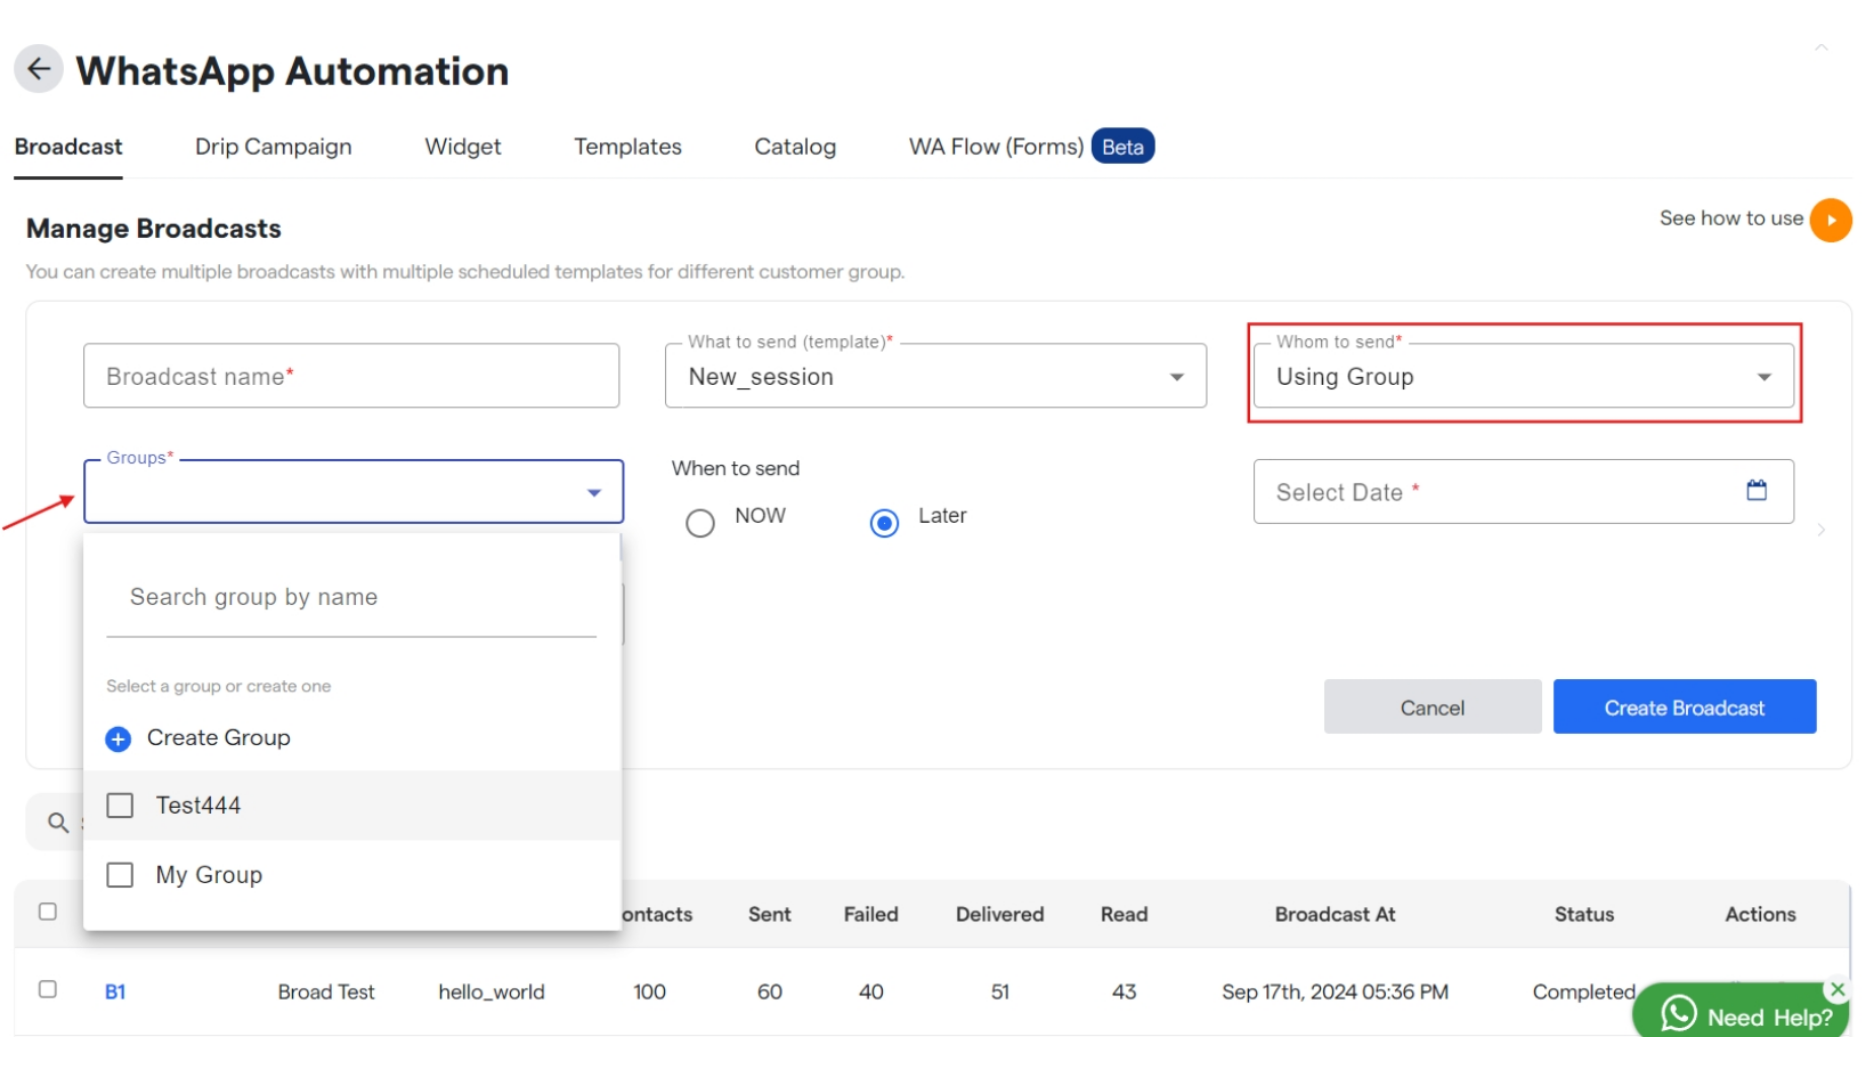 WhatsApp Automation
Broadcast Drip Campaign Widget Templates Catalog WA Flow (Forms) Beta
Manage Broadcasts
See how to use
You can create multiple broadcasts with multiple scheduled templates for different customer group.
Broadcast name*
What to send (template)*
New_session
Whom to send*
Using Group
Groups*
When to send
NOW Later
Select Date *
Search group by name
Select a group or create one
Create Group
Test444
My Group
Cancel Create Broadcast
Sent Failed Delivered Read Broadcast At Status Actions
B1 Broad Test hello_world 100 60 40 51 43 Sep 17th, 2024 05:36 PM Completed
Need Help?